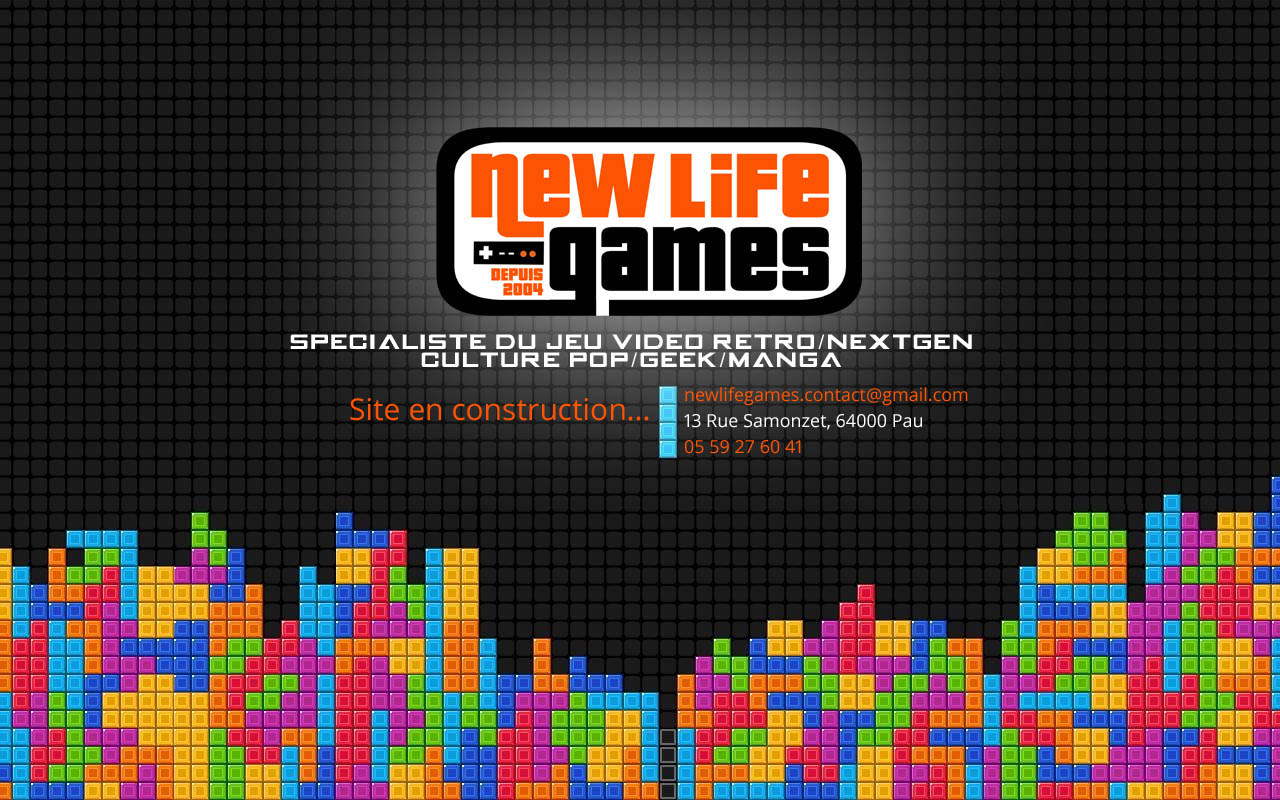 new Life
games
DEPUIS
2004
SPECIALISTE DU JEU VIDEO RETRO/NEXTGEN
CULTURE POP/GEEK/MANGA
Site en construction...
newlifegames.contact@gmail.com
13 Rue Samonzet, 64000 Pau
05 59 27 60 41